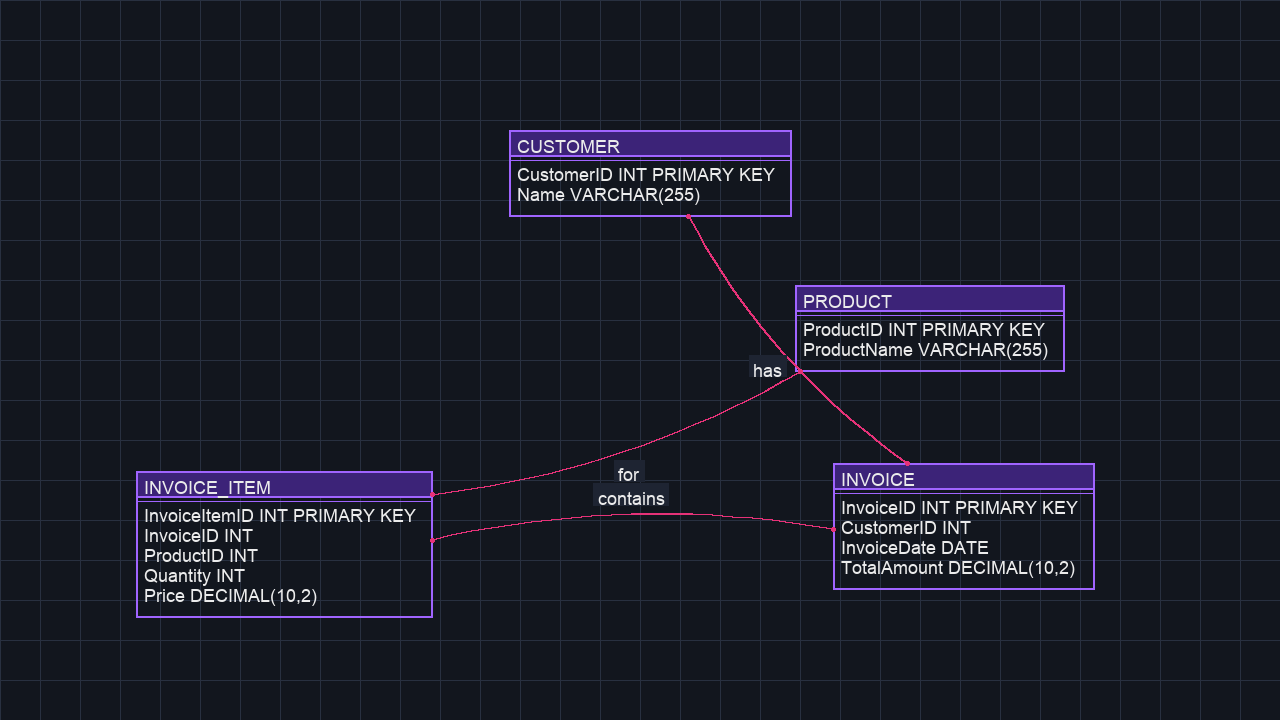 CUSTOMER
CustomerID INT PRIMARY KEY
Name VARCHAR(255)
PRODUCT
ProductID INT PRIMARY KEY
ProductName VARCHAR(255)
has
for
contains
INVOICE_ITEM
InvoiceItemID INT PRIMARY KEY
InvoiceID INT
ProductID INT
Quantity INT
Price DECIMAL(10,2)
INVOICE
InvoiceID INT PRIMARY KEY
CustomerID INT
InvoiceDate DATE
TotalAmount DECIMAL(10,2)